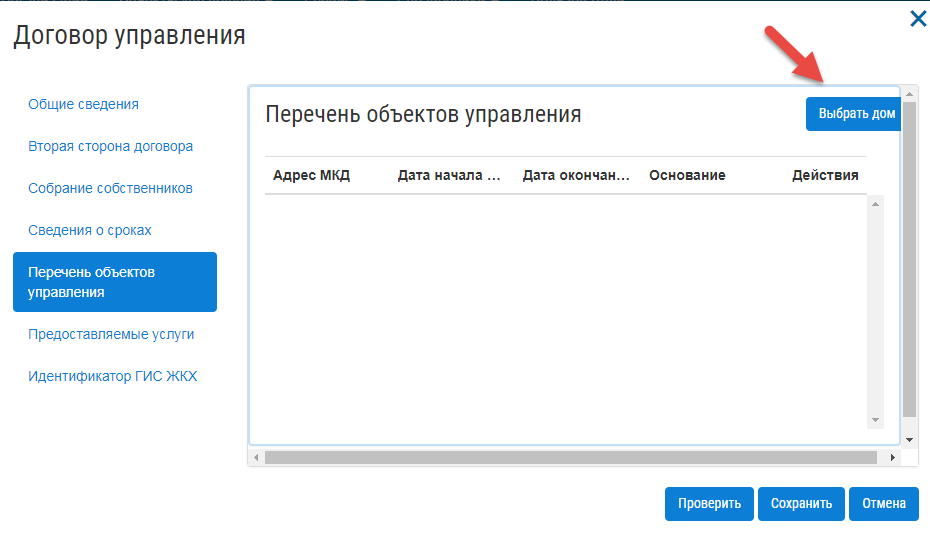 Договор управления
Общие сведения
Вторая сторона договора
Собрание собственников
Сведения о сроках
Перечень объектов
управления
Предоставляемые услуги
Идентификатор ГИС ЖКХ
Перечень объектов управления
Выбрать дом
Адрес МКД Дата начала ... Дата окончан... Основание Действия
Проверить Сохранить Отмена